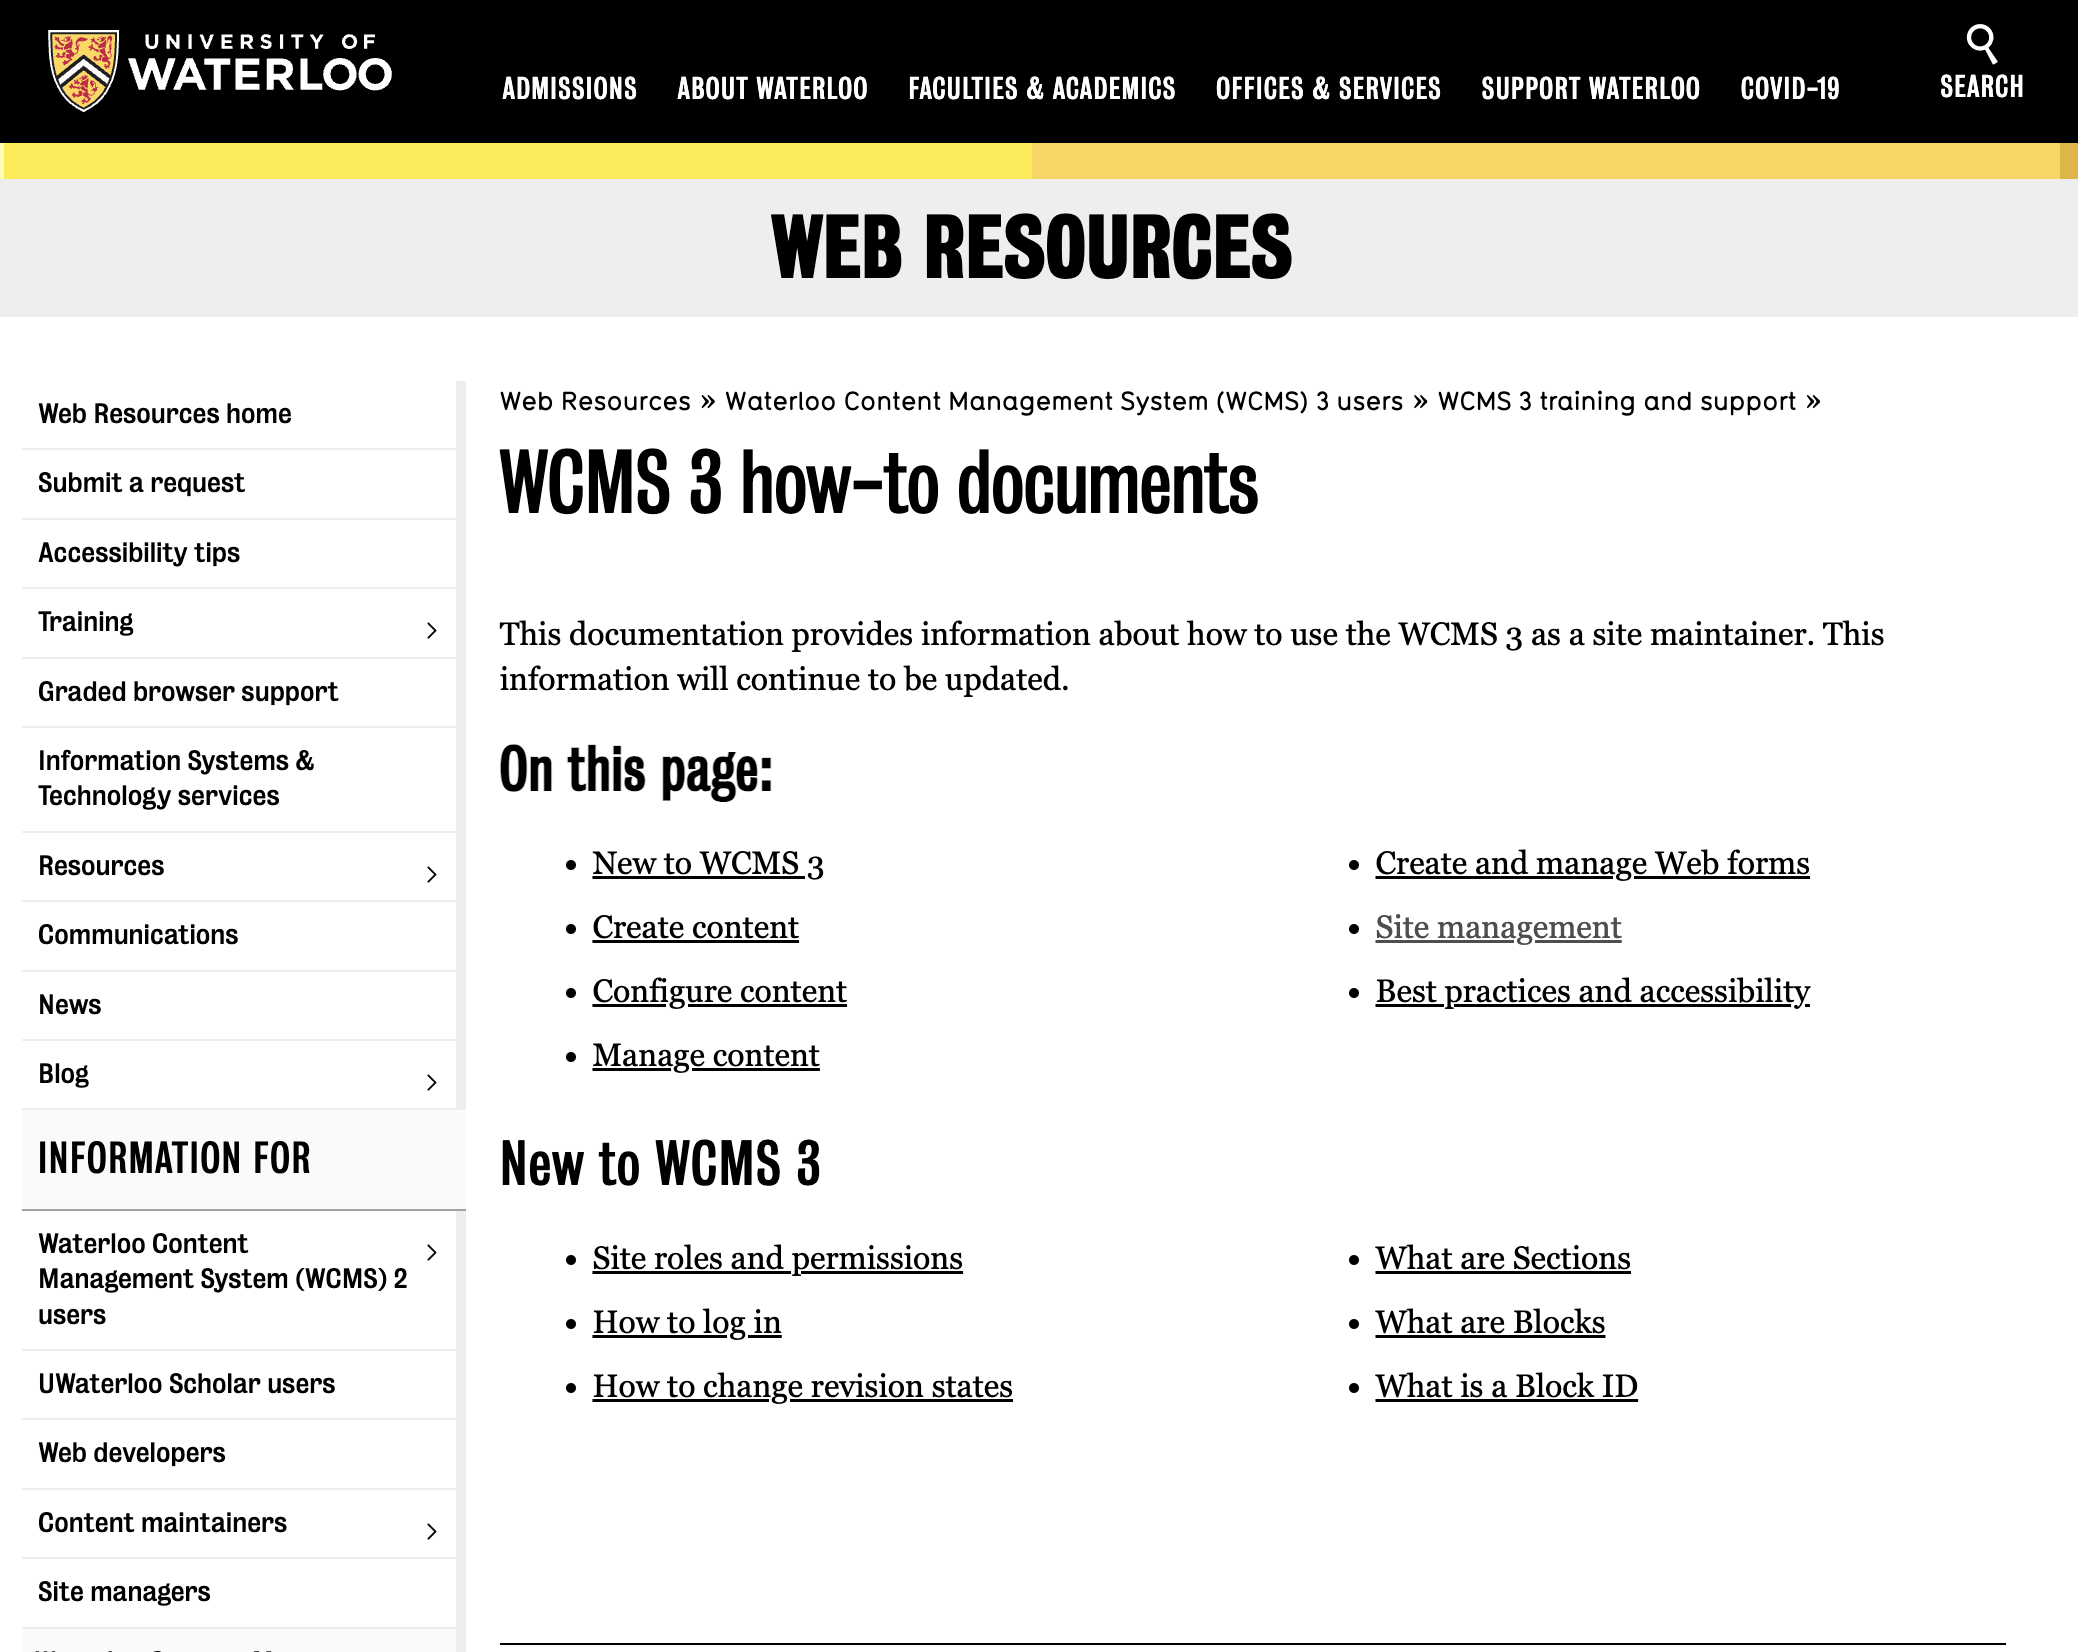 UNIVERSITY OF
WATERLOO
ADMISSIONS ABOUT WATERLOO FACULTIES & ACADEMICS OFFICES & SERVICES SUPPORT WATERLOO COVID-19
SEARCH
WEB RESOURCES
Web Resources home
Submit a request
Accessibility tips
Training
Graded browser support
Information Systems &
Technology services
Resources
Communications
News
Blog
INFORMATION FOR
Waterloo Content
Management System (WCMS) 2
users
UWaterloo Scholar users
Web developers
Content maintainers
Site managers
Web Resources » Waterloo Content Management System (WCMS) 3 users » WCMS 3 training and support »
WCMS 3 how-to documents
This documentation provides information about how to use the WCMS 3 as a site maintainer. This
information will continue to be updated.
On this page:
New to WCMS 3
Create content
Configure content
Manage content
Create and manage Web forms
Site management
Best practices and accessibility
New to WCMS 3
Site roles and permissions
How to log in
How to change revision states
What are Sections
What are Blocks
What is a Block ID